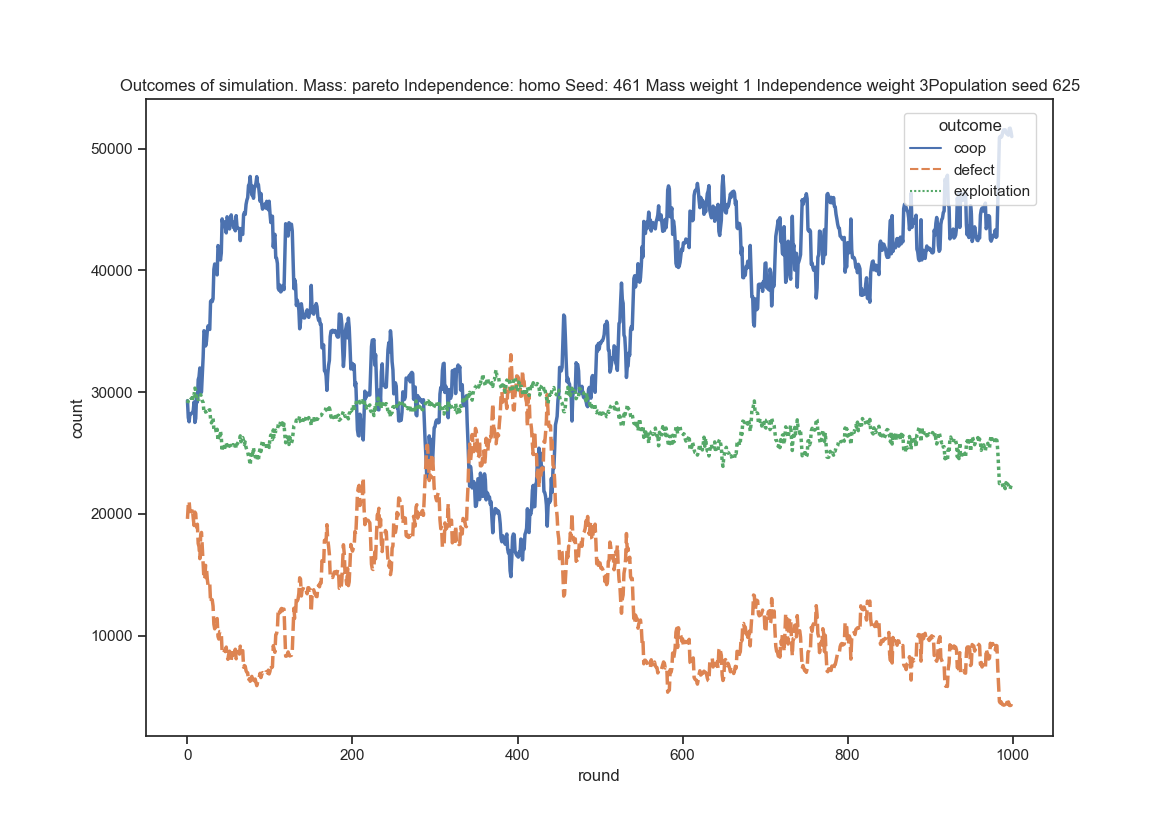 Outcomes of simulation. Mass: pareto Independence: homo Seed: 461 Mass weight 1 Independence weight 3Population seed 625
outcome
coop
defect
exploitation
50000
40000
30000
20000
10000
count
0 200 400 600 800 1000
round